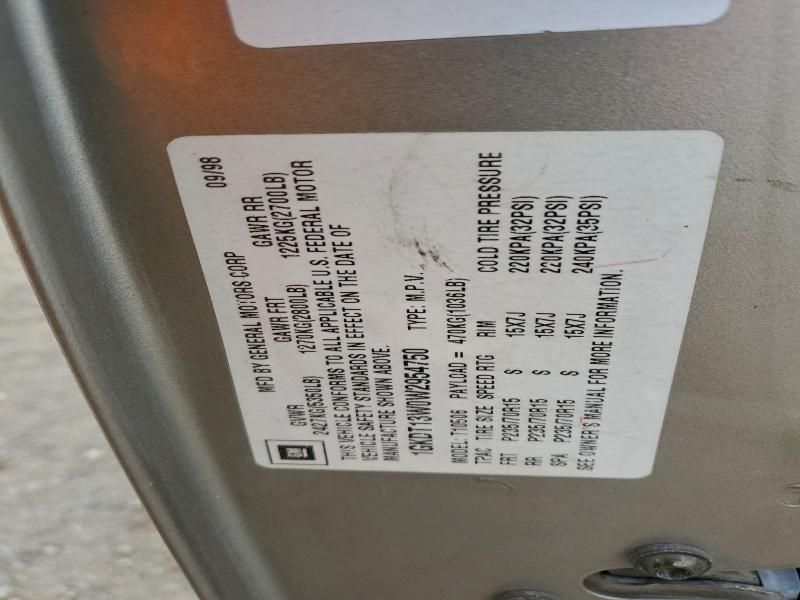 MFD BY GENERAL MOTORS CORP 09/98
GVWR GAWR FRT GAWR RR
2427KG(5350LB) 1270KG(2800LB) 1225KG(2700LB)
THIS VEHICLE CONFORMS TO ALL APPLICABLE U.S. FEDERAL MOTOR
VEHICLE SAFETY STANDARDS IN EFFECT ON THE DATE OF
MANUFACTURE SHOWN ABOVE.
GM
1GKDT13W0W2954750 TYPE: M.P.V.
MODEL: T10506 PAYLOAD = 470KG(1036LB)
TPAC TIRE SIZE SPEED RTG RIM COLD TIRE PRESSURE
FRT P235/70R15 S 15X7J 220KPA(32PSI)
RR P235/70R15 S 15X7J 220KPA(32PSI)
SPA P235/70R15 S 15X7J 240KPA(35PSI)
SEE OWNER'S MANUAL FOR MORE INFORMATION.